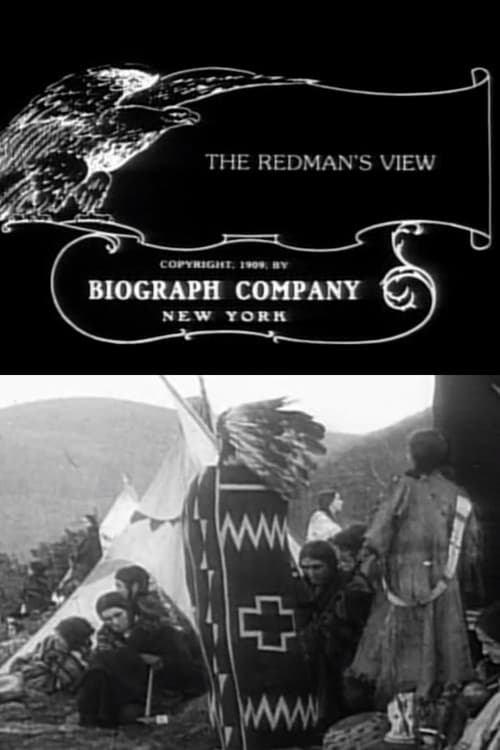 THE REDMAN'S VIEW
COPYRIGHT, 1909, BY
BIOGRAPH COMPANY
NEW YORK